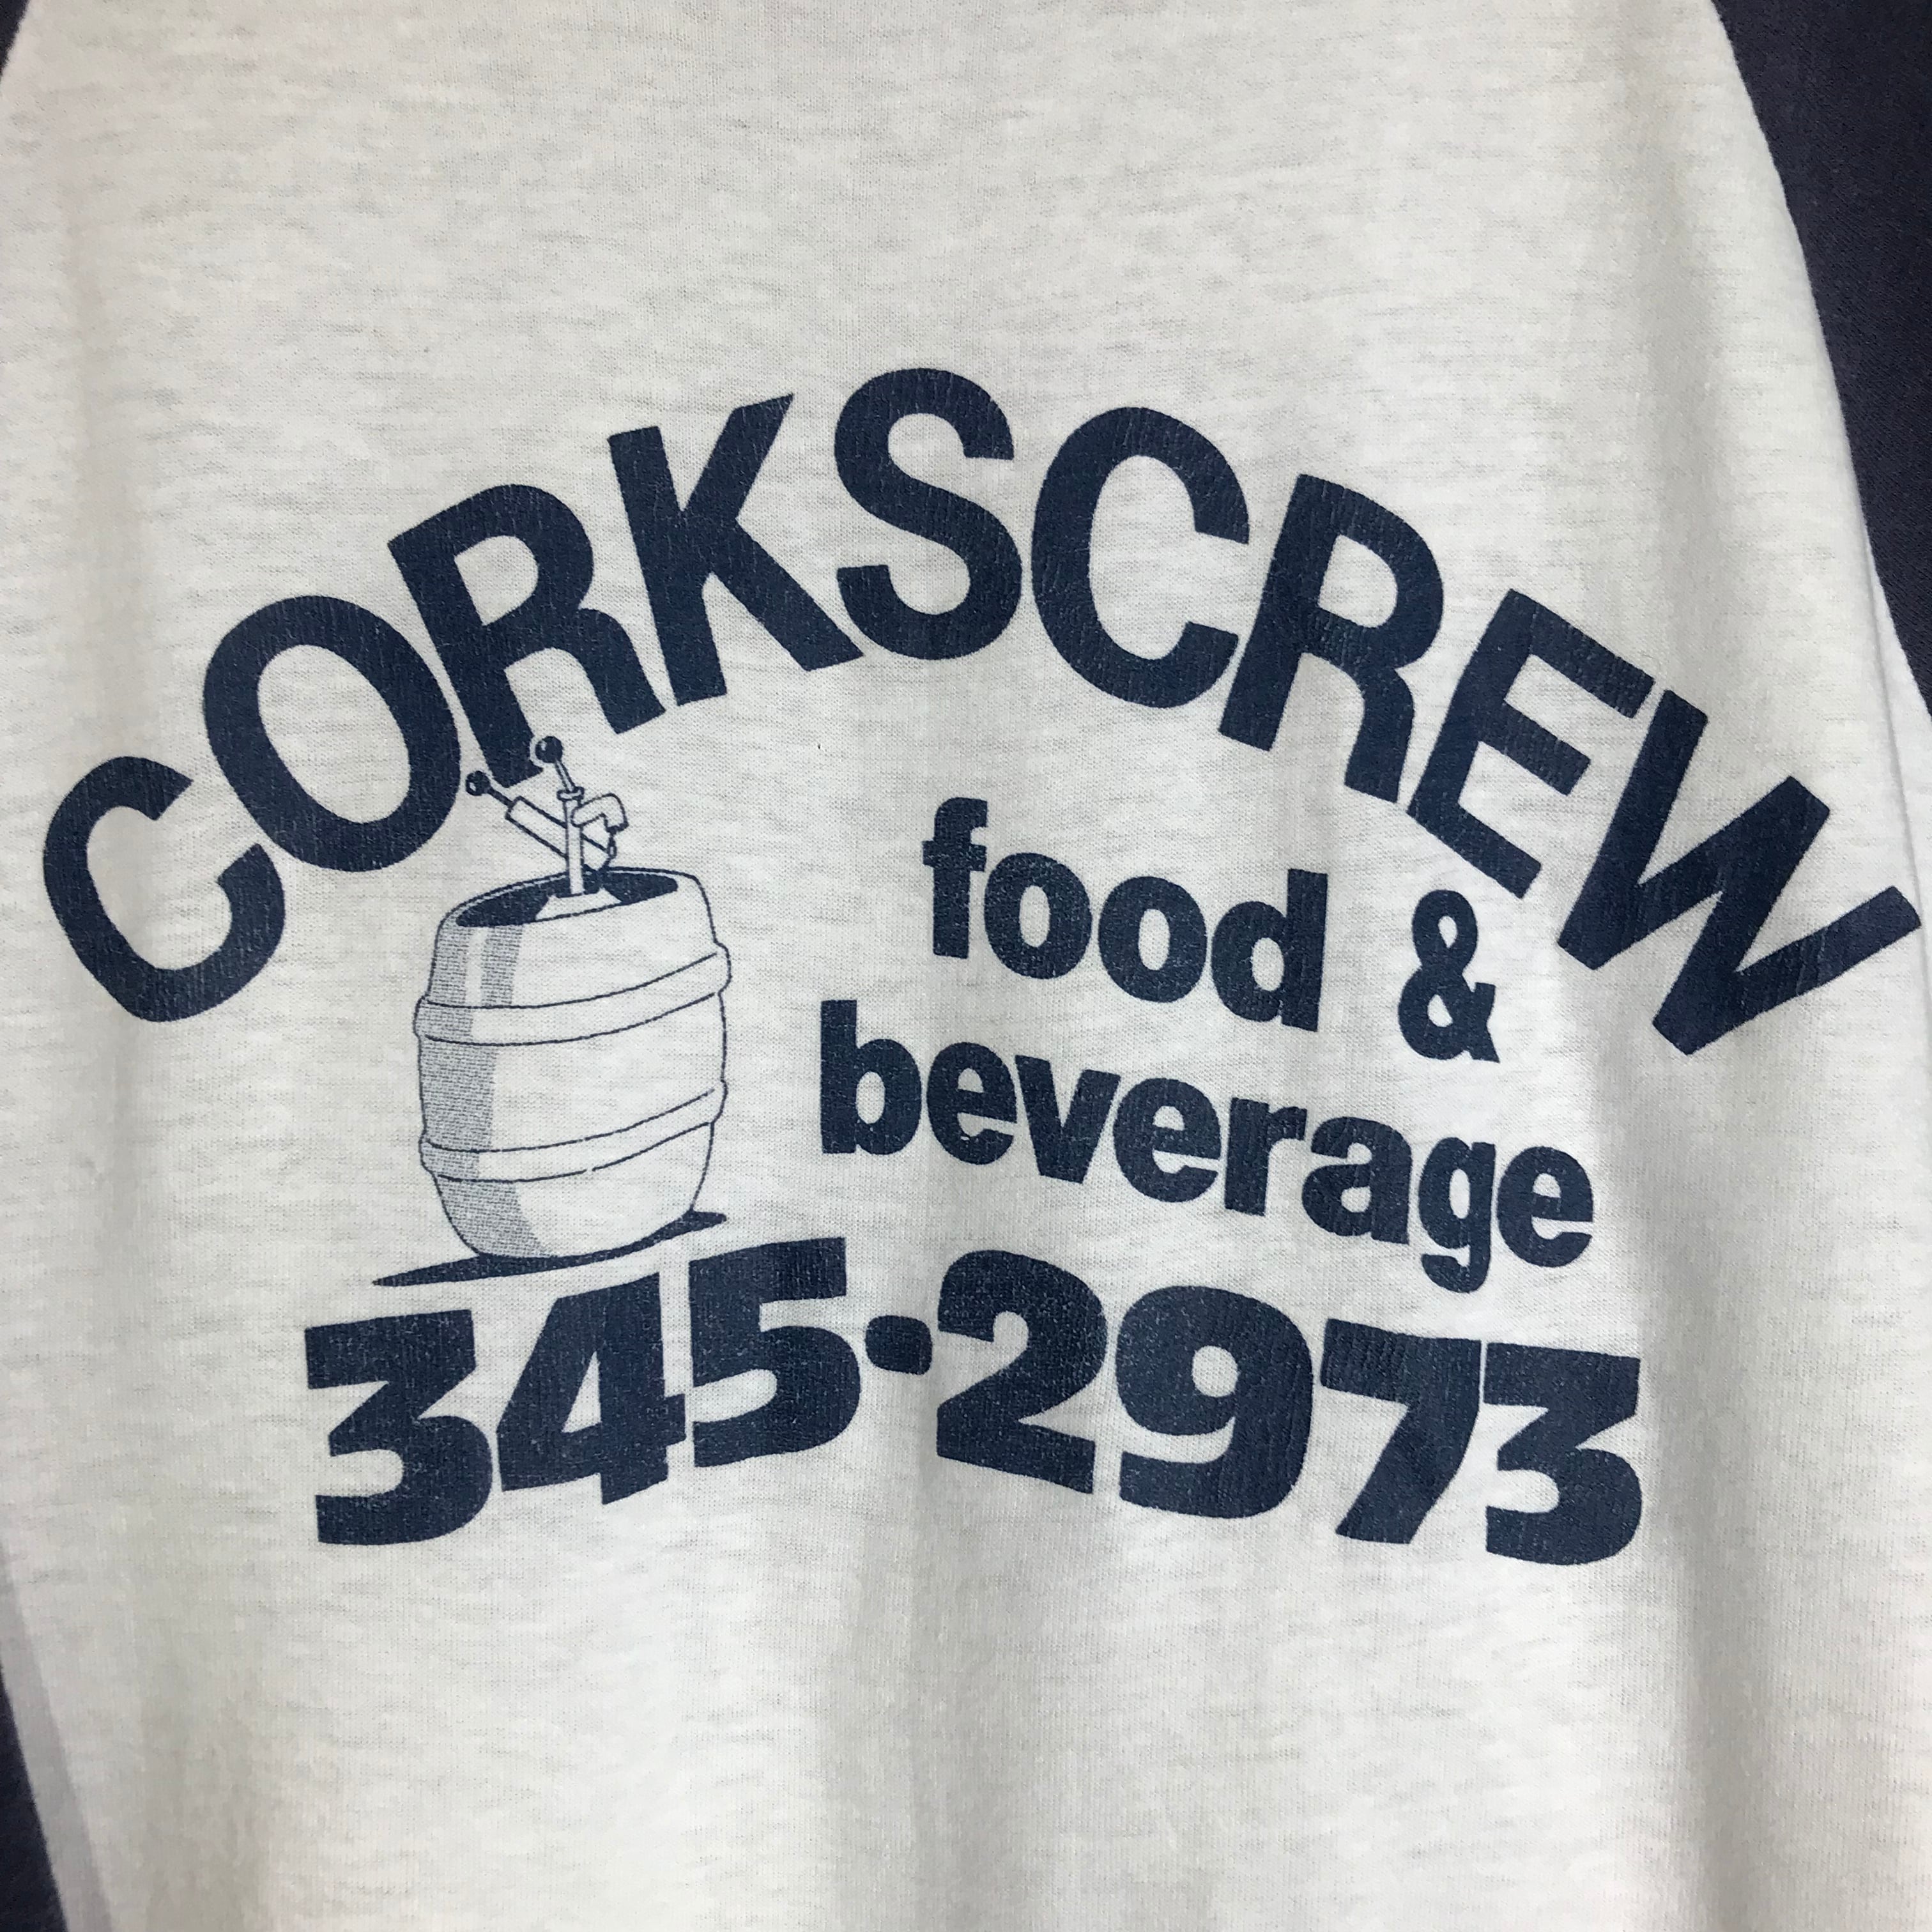 CORKSCREW
food &
beverage
345-2973